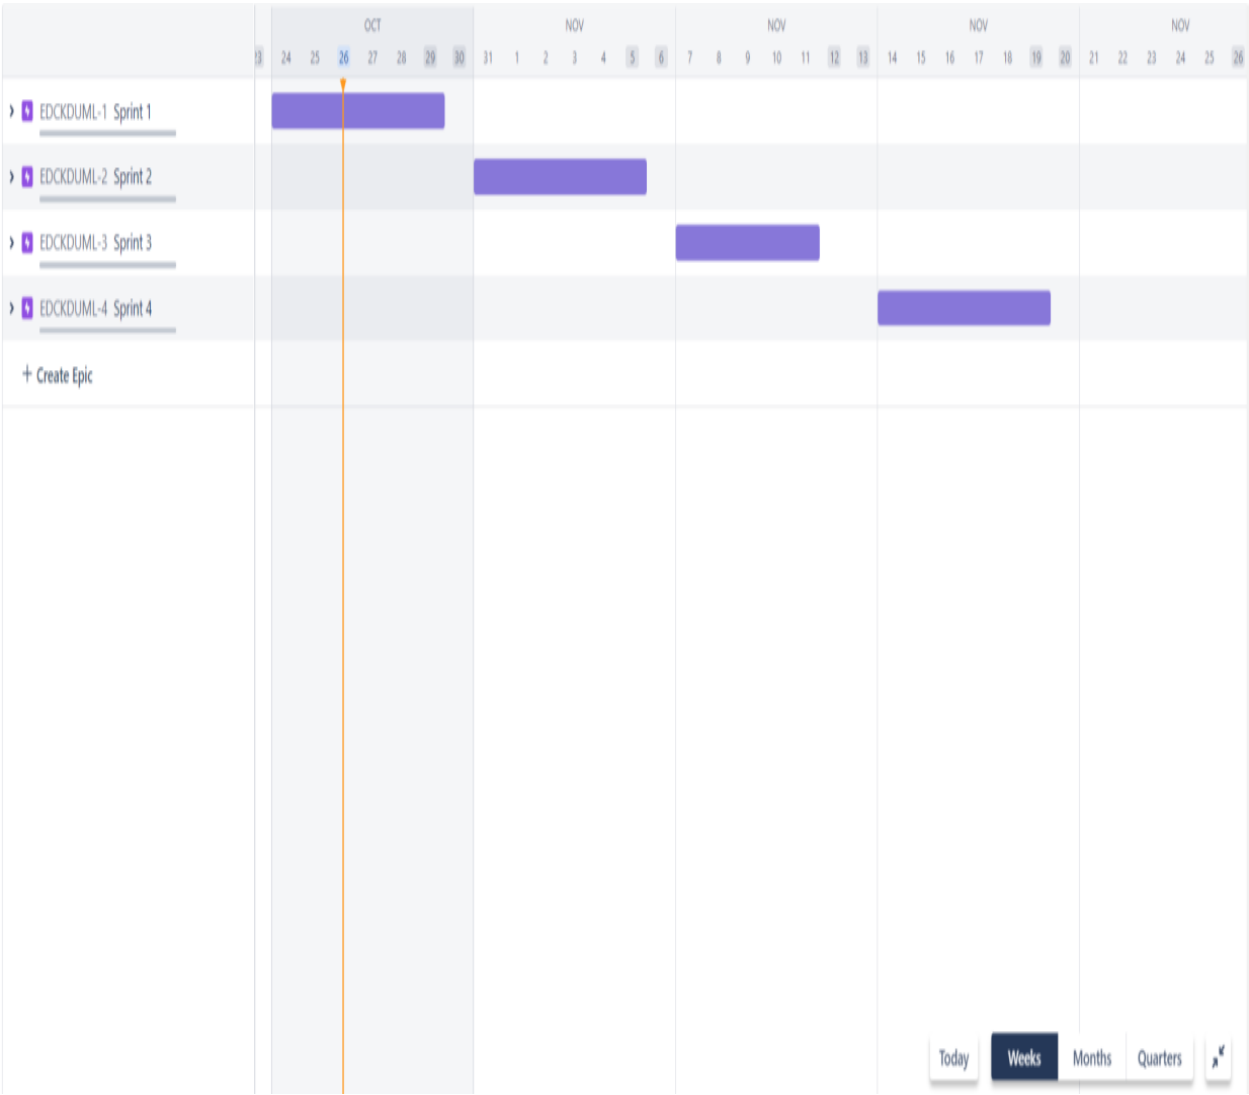 OCT NOV NOV NOV NOV
23 24 25 26 27 28 29 30 31 1 2 3 4 5 6 7 8 9 10 11 12 13 14 15 16 17 18 19 20 21 22 23 24 25 26
EDCKDUML-1 Sprint 1
EDCKDUML-2 Sprint 2
EDCKDUML-3 Sprint 3
EDCKDUML-4 Sprint 4
+ Create Epic
Today Weeks Months Quarters